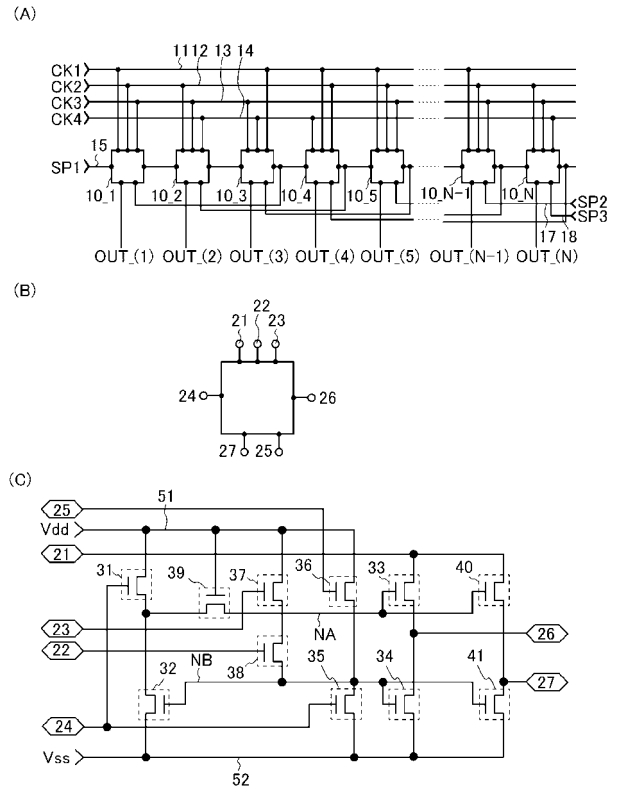 (A)
11 12 13 14
CK1
CK2
CK3
CK4
15
SP1
10_1 10_2 10_3 10_4 10_5 10_N-1 10_N
SP2
SP3
17 18
OUT_(1) OUT_(2) OUT_(3) OUT_(4) OUT_(5) OUT_(N-1) OUT_(N)
(B)
21 22 23
24 26
27 25
(C)
25 51
Vdd
21
31 39 37 36 33 40
23 NA 26
22
32 NB 38 35 34 41 27
24
Vss
52